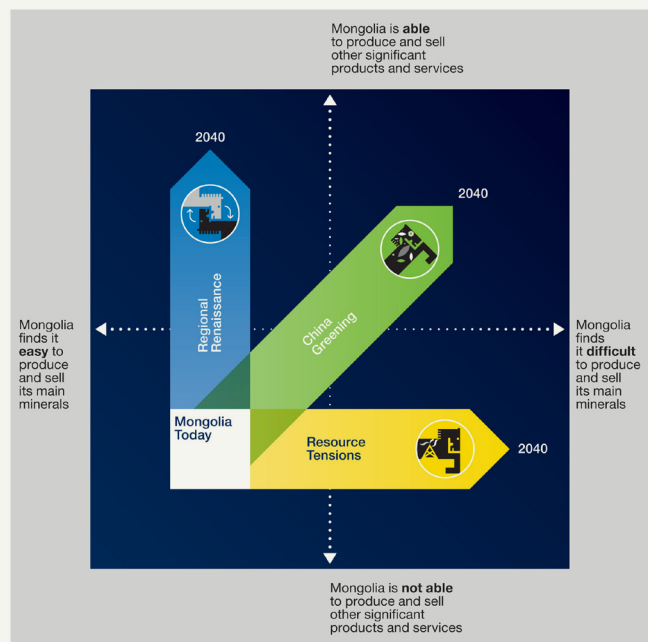 Mongolia is able
to produce and sell
other significant
products and services
2040
2040
Regional
Renaissance
China
Greening
Mongolia
finds it
easy to
produce
and sell
its main
minerals
Mongolia
finds
it difficult
to produce
and sell
its main
minerals
Mongolia
Today
Resource
Tensions
2040
Mongolia is not able
to produce and sell
other significant
products and services